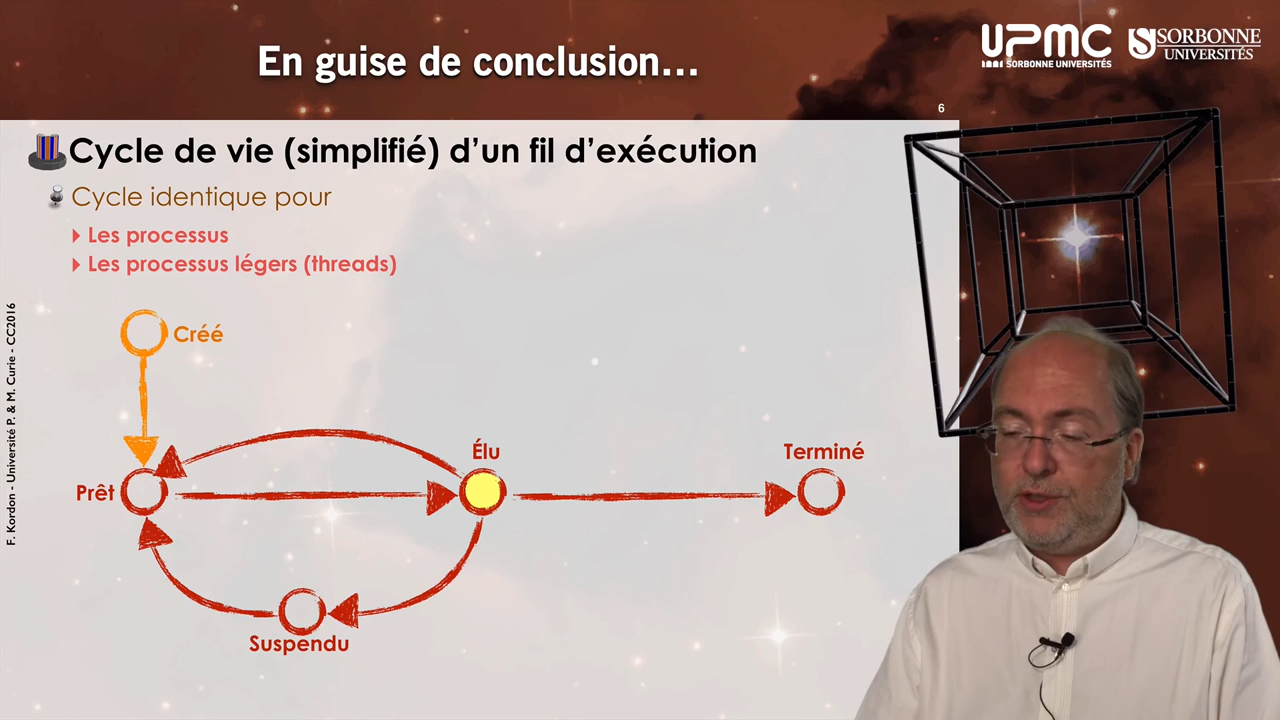 En guise de conclusion...
UPMC
SORBONNE UNIVERSITÉS
SORBONNE
UNIVERSITÉS
6
Cycle de vie (simplifié) d’un fil d’exécution
Cycle identique pour
Les processus
Les processus légers (threads)
F. Kordon - Université P. & M. Curie - CC2016
Créé
Élu
Terminé
Prêt
Suspendu